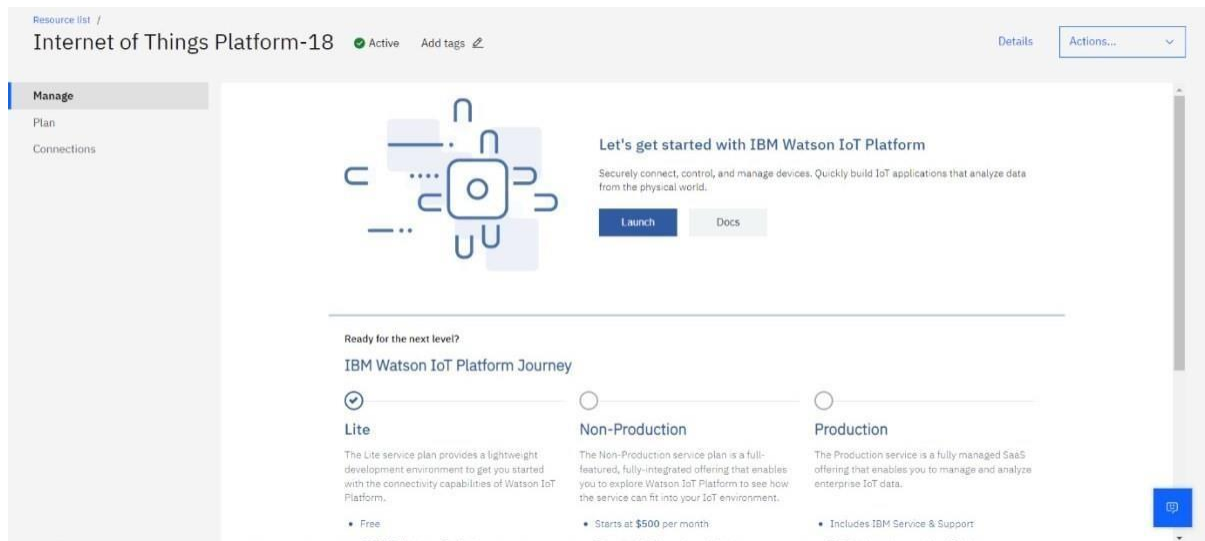 Resource list /
Internet of Things Platform-18 Active Add tags
Details
Actions...
Manage
Plan
Connections
Let's get started with IBM Watson IoT Platform
Securely connect, control, and manage devices. Quickly build IoT applications that analyze data
from the physical world.
Launch Docs
Ready for the next level?
IBM Watson IoT Platform Journey
Lite
The Lite service plan provides a lightweight
development environment to get you started
with the connectivity capabilities of Watson IoT
Platform.
• Free
Non-Production
The Non-Production service plan is a full-
featured, fully-integrated offering that enables
you to explore Watson IoT Platform to see how
the service can fit into your IoT environment.
• Starts at $500 per month
Production
The Production service is a fully managed SaaS
offering that enables you to manage and analyze
enterprise IoT data.
• Includes IBM Service & Support